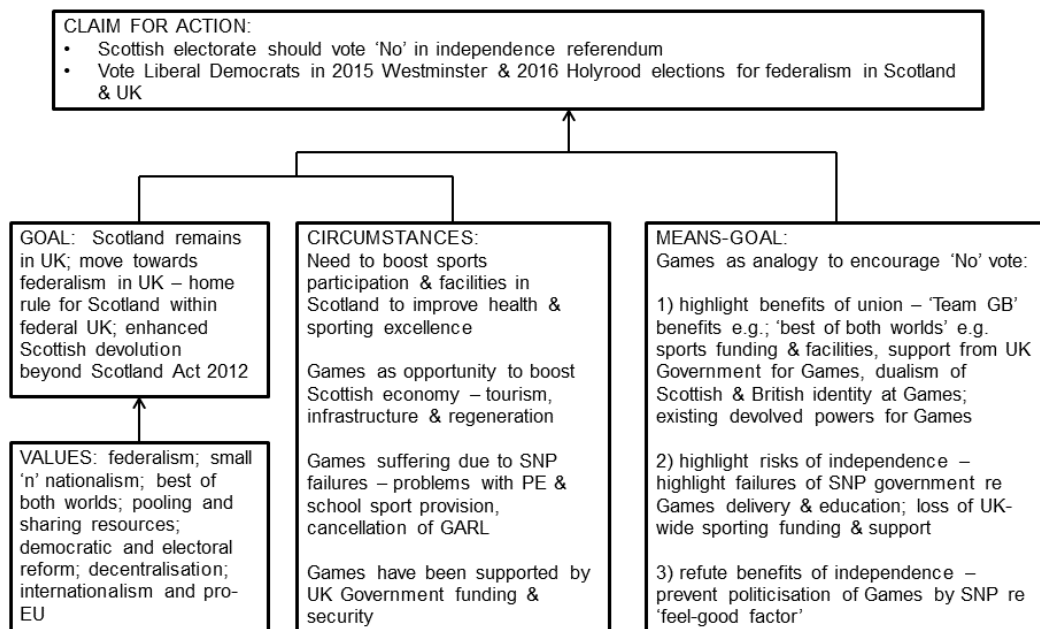 CLAIM FOR ACTION:
• Scottish electorate should vote ‘No’ in independence referendum
• Vote Liberal Democrats in 2015 Westminster & 2016 Holyrood elections for federalism in Scotland
& UK
GOAL: Scotland remains
in UK; move towards
federalism in UK – home
rule for Scotland within
federal UK; enhanced
Scottish devolution
beyond Scotland Act 2012
VALUES: federalism; small
‘n’ nationalism; best of
both worlds; pooling and
sharing resources;
democratic and electoral
reform; decentralisation;
internationalism and pro-
EU
CIRCUMSTANCES:
Need to boost sports
participation & facilities in
Scotland to improve health &
sporting excellence
Games as opportunity to boost
Scottish economy – tourism,
infrastructure & regeneration
Games suffering due to SNP
failures – problems with PE &
school sport provision,
cancellation of GARL
Games have been supported by
UK Government funding &
security
MEANS-GOAL:
Games as analogy to encourage ‘No’ vote:
1) highlight benefits of union – ‘Team GB’
benefits e.g.; ‘best of both worlds’ e.g.
sports funding & facilities, support from UK
Government for Games, dualism of
Scottish & British identity at Games;
existing devolved powers for Games
2) highlight risks of independence –
highlight failures of SNP government re
Games delivery & education; loss of UK-
wide sporting funding & support
3) refute benefits of independence –
prevent politicisation of Games by SNP re
‘feel-good factor’